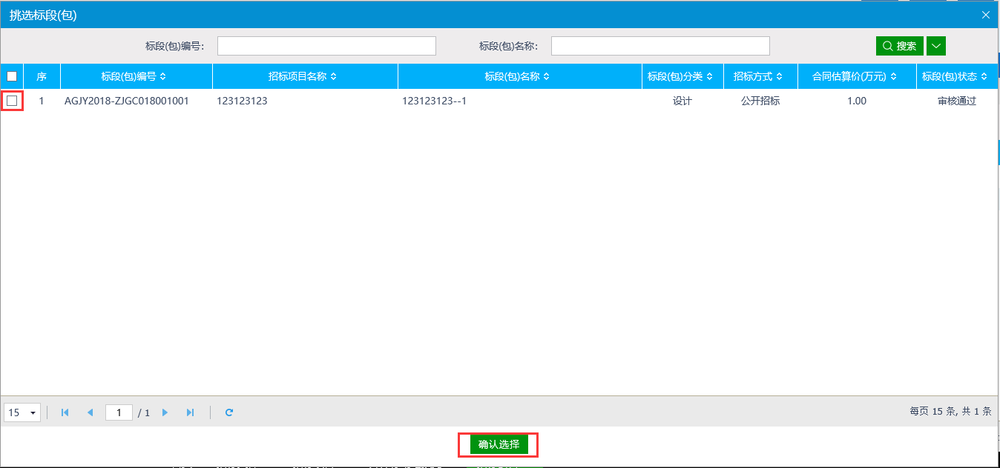 挑选标段(包)
标段(包)编号: 标段(包)名称: 搜索
序 标段(包)编号 招标项目名称 标段(包)名称 标段(包)分类 招标方式 合同估算价(万元) 标段(包)状态
1 AGJY2018-ZJGC018001001 123123123 123123123--1 设计 公开招标 1.00 审核通过
15 1 / 1 每页 15 条, 共 1 条
确认选择